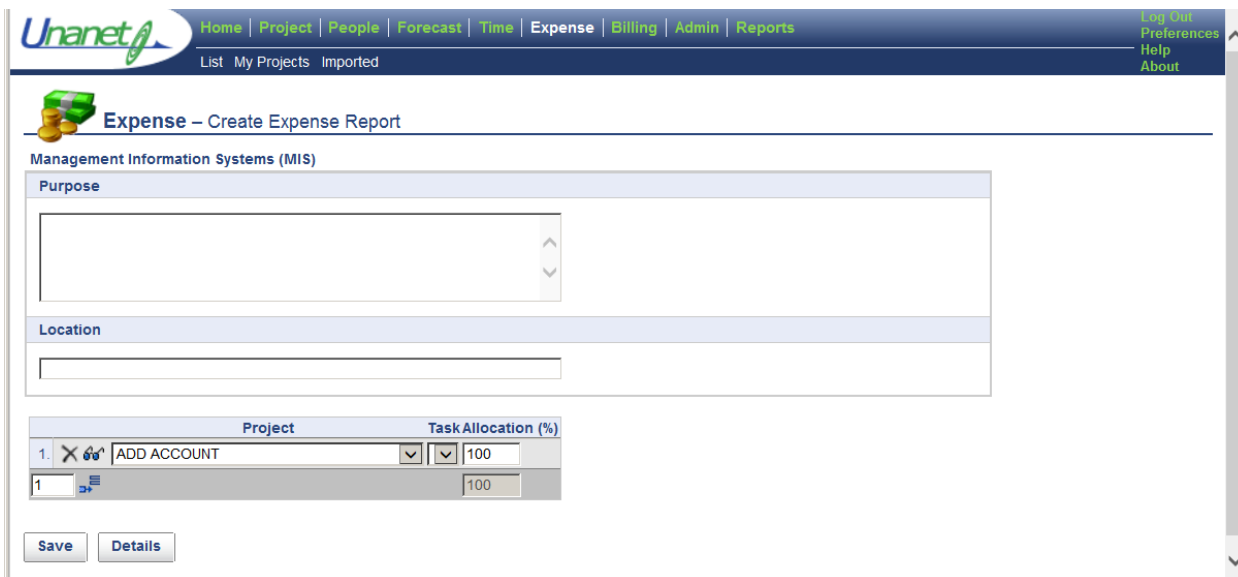 Unanet
Home | Project | People | Forecast | Time | Expense | Billing | Admin | Reports
List My Projects Imported
Log Out
Preferences
Help
About
Expense – Create Expense Report
Management Information Systems (MIS)
Purpose
Location
Project Task Allocation (%)
1. ADD ACCOUNT 100
1 100
Save Details